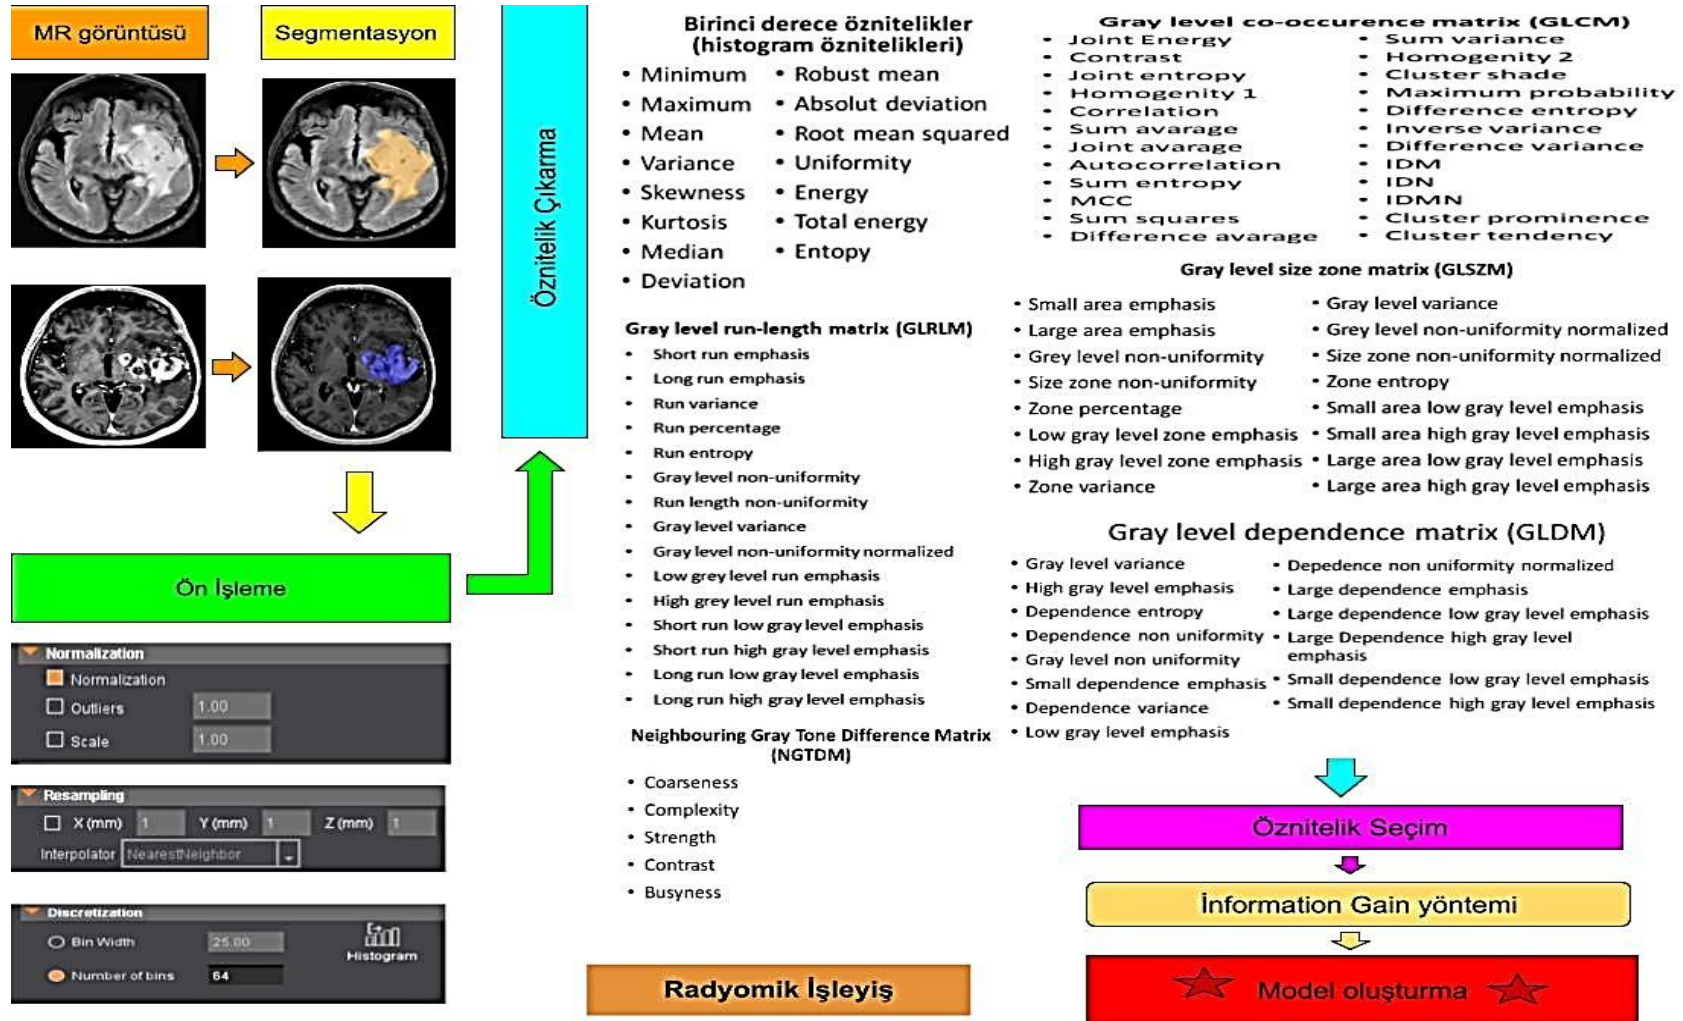 MR görüntüsü
Segmentasyon
Ön İşleme
Normalization
Normalization
Outliers 1.00
Scale 1.00
Resampling
X (mm) 1 Y (mm) 1 Z (mm) 1
Interpolator NearestNeighbor
Discretization
Bin Width 25.00
Histogram
Number of bins 64
Öznitelik Çıkarma
Birinci derece öznitelikler
(histogram öznitelikleri)
• Minimum
• Maximum
• Mean
• Variance
• Skewness
• Kurtosis
• Median
• Deviation
• Robust mean
• Absolut deviation
• Root mean squared
• Uniformity
• Energy
• Total energy
• Entopy
Gray level run-length matrix (GLRLM)
• Short run emphasis
• Long run emphasis
• Run variance
• Run percentage
• Run entropy
• Gray level non-uniformity
• Run length non-uniformity
• Gray level variance
• Gray level non-uniformity normalized
• Low grey level run emphasis
• High grey level run emphasis
• Short run low gray level emphasis
• Short run high gray level emphasis
• Long run low gray level emphasis
• Long run high gray level emphasis
Neighbouring Gray Tone Difference Matrix
(NGTDM)
• Coarseness
• Complexity
• Strength
• Contrast
• Busyness
Gray level co-occurence matrix (GLCM)
• Joint Energy
• Contrast
• Joint entropy
• Homogenity 1
• Correlation
• Sum avarage
• Joint avarage
• Autocorrelation
• Sum entropy
• MCC
• Sum squares
• Difference avarage
• Sum variance
• Homogenity 2
• Cluster shade
• Maximum probability
• Difference entropy
• Inverse variance
• Difference variance
• IDM
• IDN
• IDMN
• Cluster prominence
• Cluster tendency
Gray level size zone matrix (GLSZM)
• Small area emphasis
• Large area emphasis
• Grey level non-uniformity
• Size zone non-uniformity
• Zone percentage
• Low gray level zone emphasis
• High gray level zone emphasis
• Zone variance
• Gray level variance
• Grey level non-uniformity normalized
• Size zone non-uniformity normalized
• Zone entropy
• Small area low gray level emphasis
• Small area high gray level emphasis
• Large area low gray level emphasis
• Large area high gray level emphasis
Gray level dependence matrix (GLDM)
• Gray level variance
• High gray level emphasis
• Dependence entropy
• Dependence non uniformity
• Gray level non uniformity
• Small dependence emphasis
• Dependence variance
• Low gray level emphasis
• Depedence non uniformity normalized
• Large dependence emphasis
• Large dependence low gray level emphasis
• Large Dependence high gray level
emphasis
• Small dependence low gray level emphasis
• Small dependence high gray level emphasis
Öznitelik Seçim
İnformation Gain yöntemi
Model oluşturma
Radyomik İşleyiş